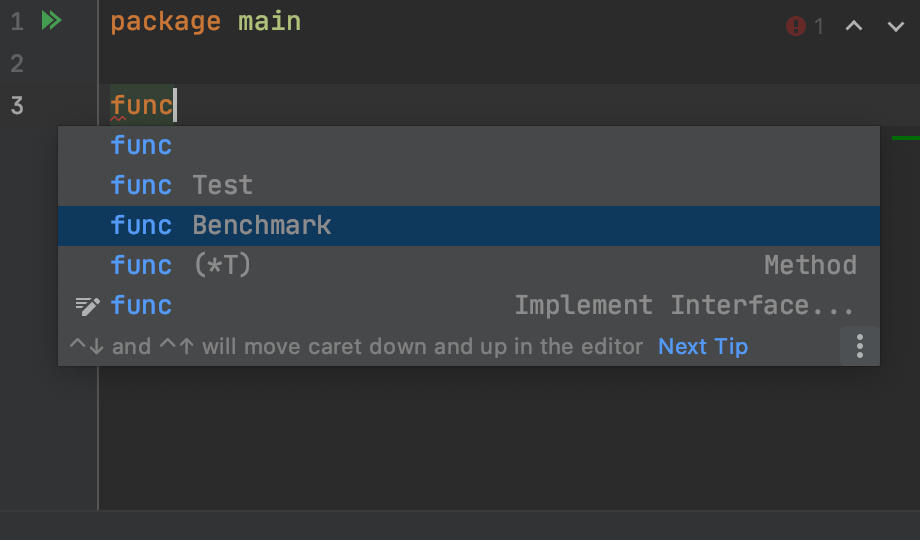 1 package main
2
3 func
func
func Test
func Benchmark
func (*T) Method
func Implement Interface...
^↓ and ^↑ will move caret down and up in the editor Next Tip
1